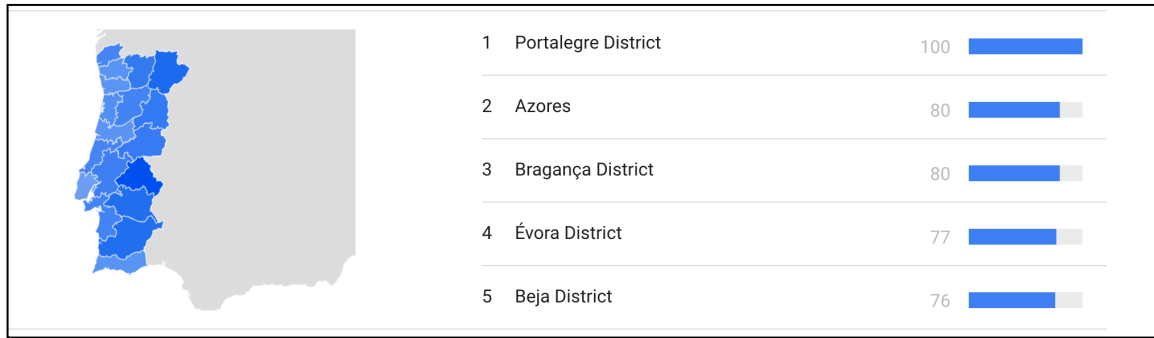 1 Portalegre District 100
2 Azores 80
3 Bragança District 80
4 Évora District 77
5 Beja District 76